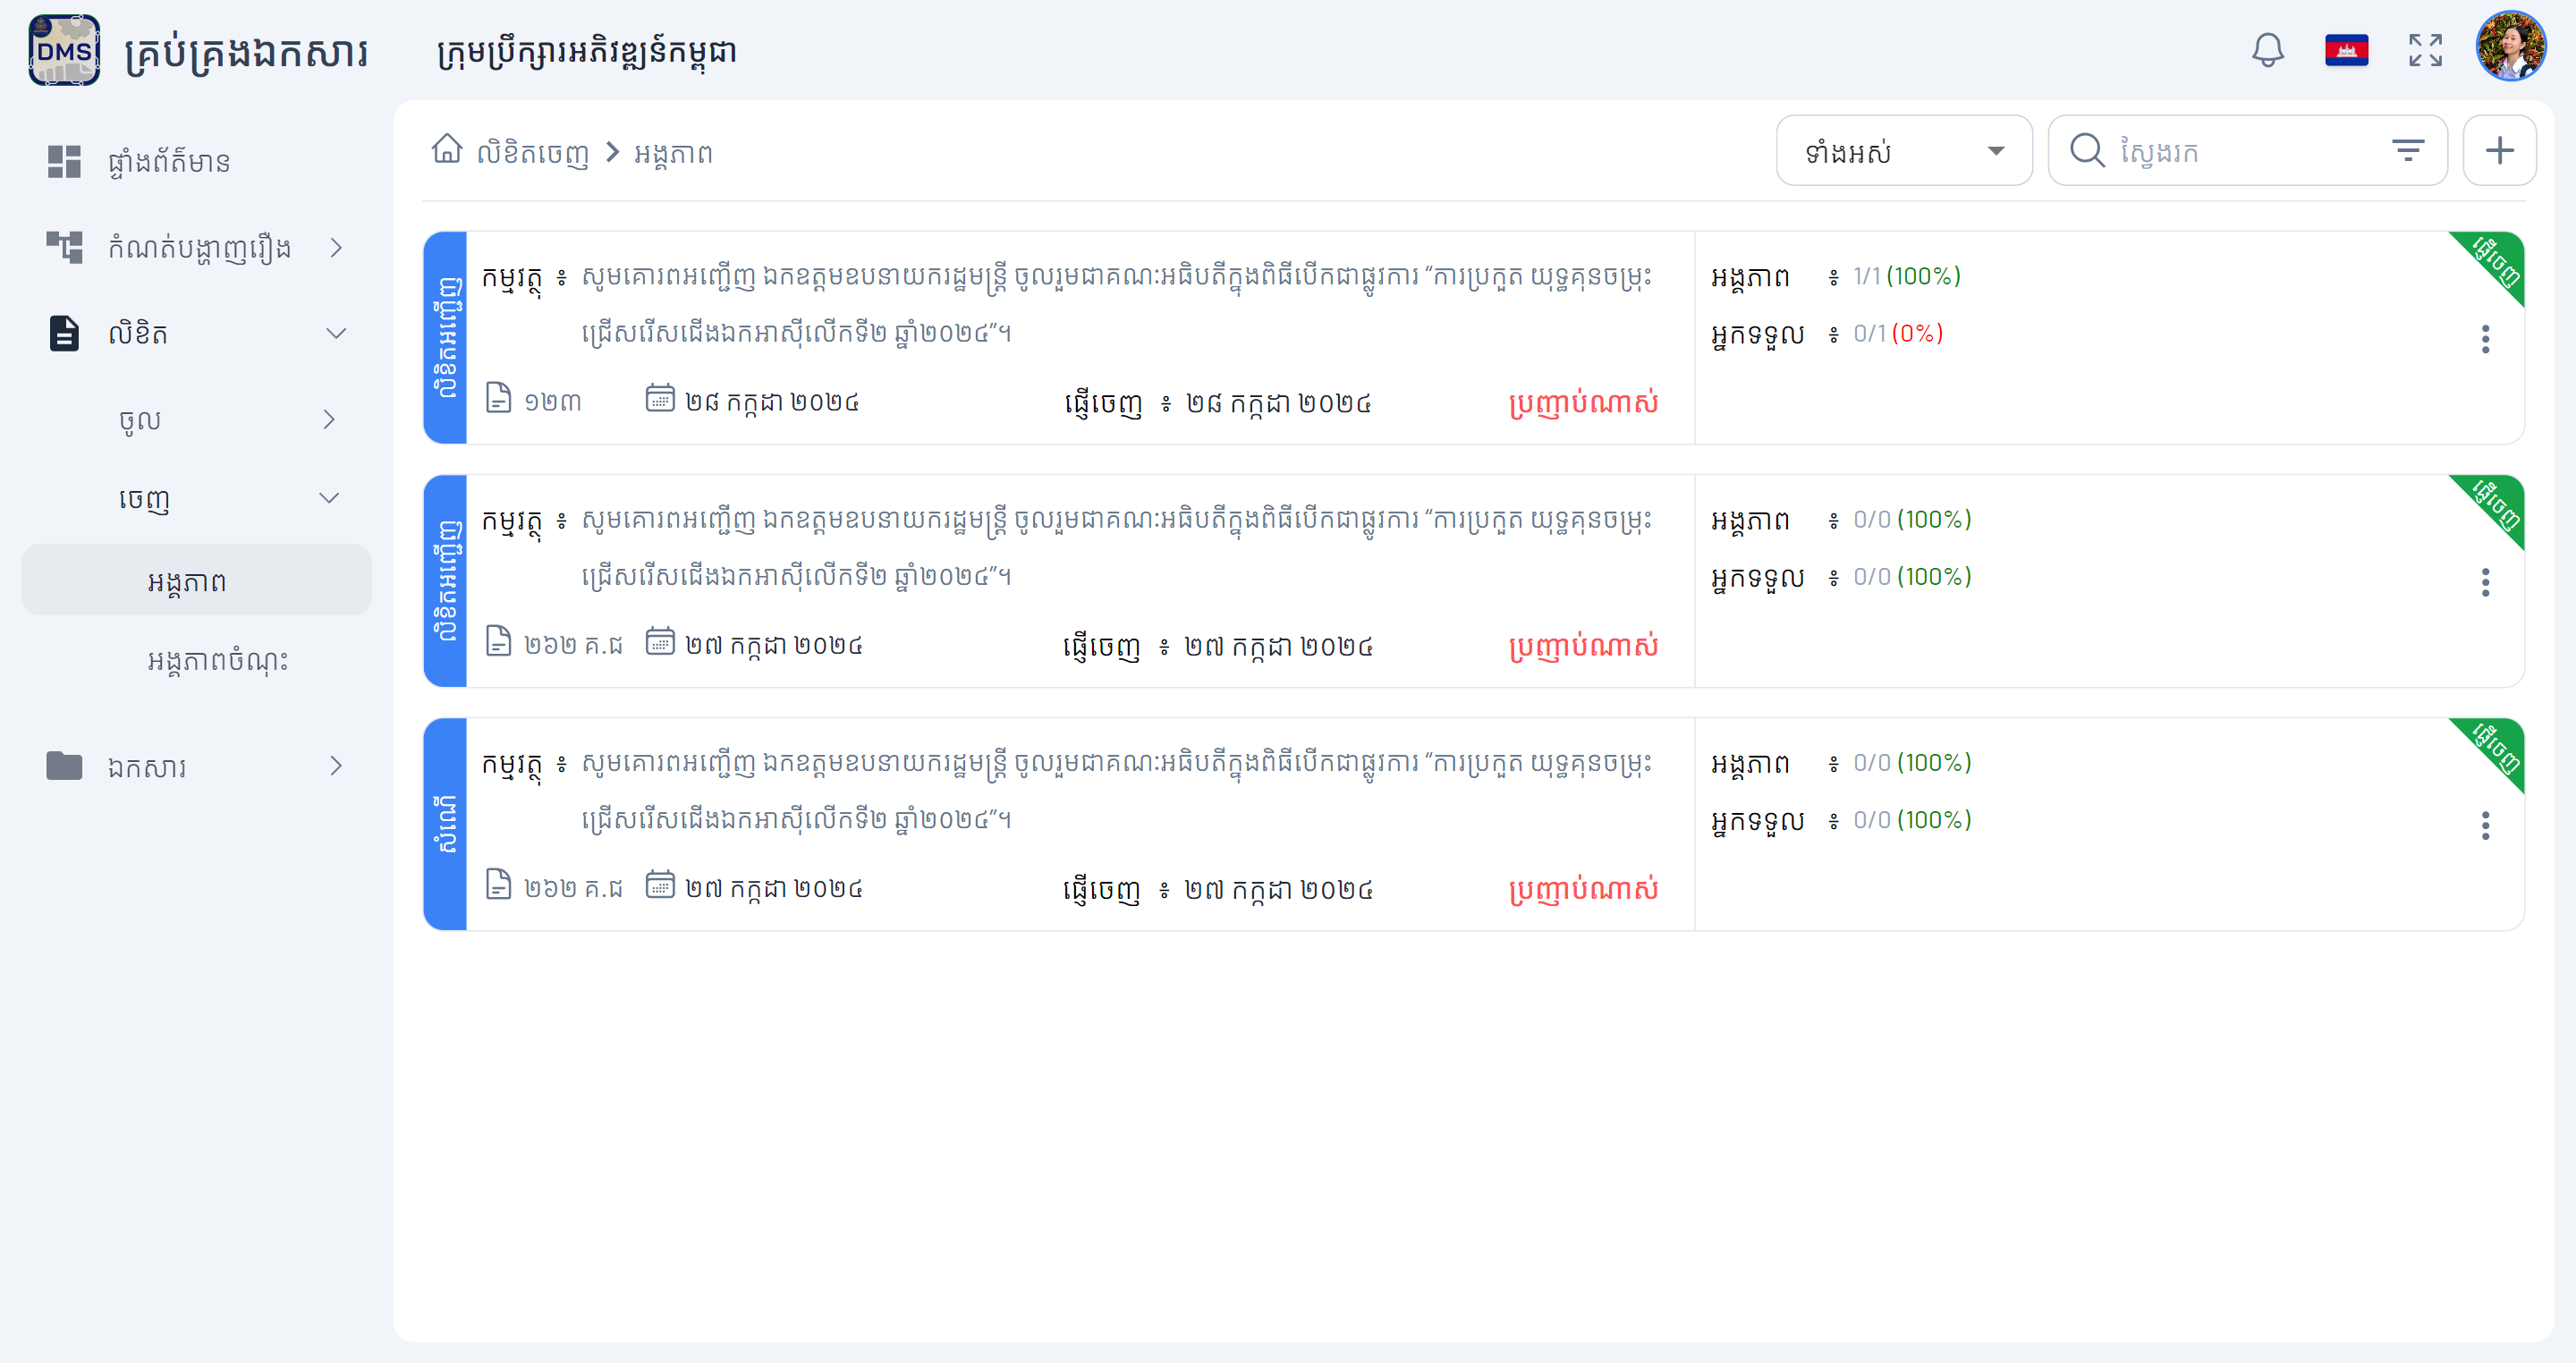 DMS
គ្រប់គ្រងឯកសារ
ក្រុមប្រឹក្សារអភិវឌ្ឍន៍កម្ពុជា
ផ្ទាំងព័ត៌មាន
កំណត់បង្ហាញរឿង
លិខិត
ចូល
ចេញ
អង្គភាព
អង្គភាពចំណុះ
ឯកសារ
លិខិតចេញ
អង្គភាព
ទាំងអស់
ស្វែងរក
លិខិតអញ្ជើញ
កម្មវត្ថុ ៖ សូមគោរពអញ្ជើញ ឯកឧត្តមឧបនាយករដ្ឋមន្ត្រី ចូលរួមជាគណៈអធិបតីក្នុងពិធីបើកជាផ្លូវការ “ការប្រកួត យុទ្ធគុនចម្រុះ
ជ្រើសរើសជើងឯកអាស៊ីលើកទី២ ឆ្នាំ២០២៤”។
១២៣
២៨ កក្កដា ២០២៤
ផ្ញើចេញ ៖ ២៨ កក្កដា ២០២៤
ប្រញាប់ណាស់
អង្គភាព ៖ 1/1 (100%)
អ្នកទទួល ៖ 0/1 (0%)
ផ្ញើចេញ
លិខិតអញ្ជើញ
កម្មវត្ថុ ៖ សូមគោរពអញ្ជើញ ឯកឧត្តមឧបនាយករដ្ឋមន្ត្រី ចូលរួមជាគណៈអធិបតីក្នុងពិធីបើកជាផ្លូវការ “ការប្រកួត យុទ្ធគុនចម្រុះ
ជ្រើសរើសជើងឯកអាស៊ីលើកទី២ ឆ្នាំ២០២៤”។
២៦២ គ.ជ
២៧ កក្កដា ២០២៤
ផ្ញើចេញ ៖ ២៧ កក្កដា ២០២៤
ប្រញាប់ណាស់
អង្គភាព ៖ 0/0 (100%)
អ្នកទទួល ៖ 0/0 (100%)
ផ្ញើចេញ
សំណើ
កម្មវត្ថុ ៖ សូមគោរពអញ្ជើញ ឯកឧត្តមឧបនាយករដ្ឋមន្ត្រី ចូលរួមជាគណៈអធិបតីក្នុងពិធីបើកជាផ្លូវការ “ការប្រកួត យុទ្ធគុនចម្រុះ
ជ្រើសរើសជើងឯកអាស៊ីលើកទី២ ឆ្នាំ២០២៤”។
២៦២ គ.ជ
២៧ កក្កដា ២០២៤
ផ្ញើចេញ ៖ ២៧ កក្កដា ២០២៤
ប្រញាប់ណាស់
អង្គភាព ៖ 0/0 (100%)
អ្នកទទួល ៖ 0/0 (100%)
ផ្ញើចេញ